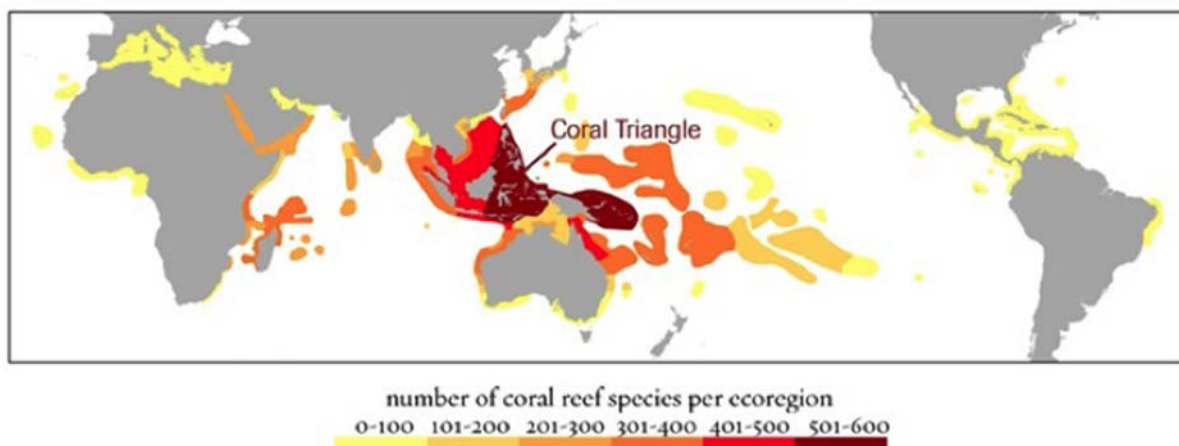 Coral Triangle
number of coral reef species per ecoregion
0-100 101-200 201-300 301-400 401-500 501-600